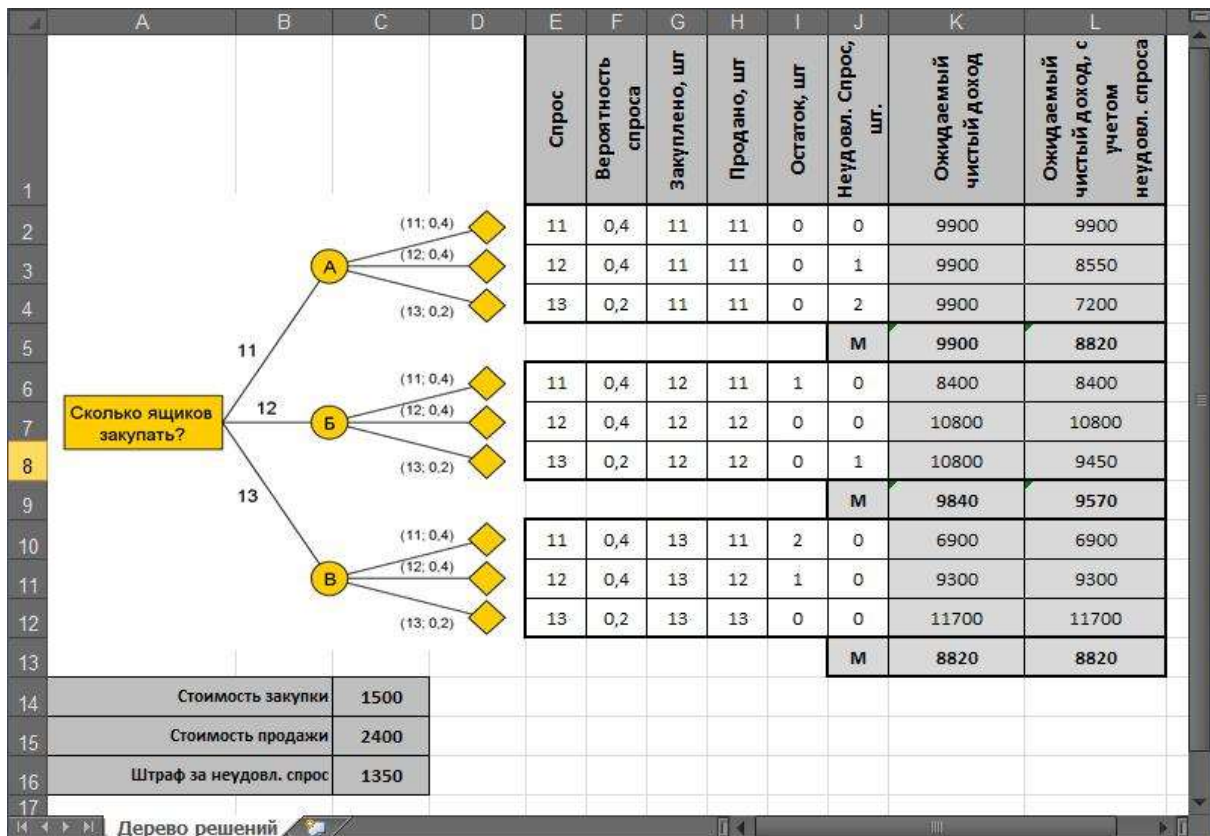 A B C D E F G H I J K L
1 Спрос Вероятность спроса Закуплено, шт Продано, шт Остаток, шт Неудовл. Спрос, шт. Ожидаемый чистый доход Ожидаемый чистый доход, с учетом неудовл. спроса
2 (11; 0,4) 11 0,4 11 11 0 0 9900 9900
3 А (12; 0,4) 12 0,4 11 11 0 1 9900 8550
4 (13; 0,2) 13 0,2 11 11 0 2 9900 7200
5 11 М 9900 8820
6 (11; 0,4) 11 0,4 12 11 1 0 8400 8400
7 Сколько ящиков закупать? 12 Б (12; 0,4) 12 0,4 12 12 0 0 10800 10800
8 (13; 0,2) 13 0,2 12 12 0 1 10800 9450
9 13 М 9840 9570
10 (11; 0,4) 11 0,4 13 11 2 0 6900 6900
11 В (12; 0,4) 12 0,4 13 12 1 0 9300 9300
12 (13; 0,2) 13 0,2 13 13 0 0 11700 11700
13 М 8820 8820
14 Стоимость закупки 1500
15 Стоимость продажи 2400
16 Штраф за неудовл. спрос 1350
17
Дерево решений